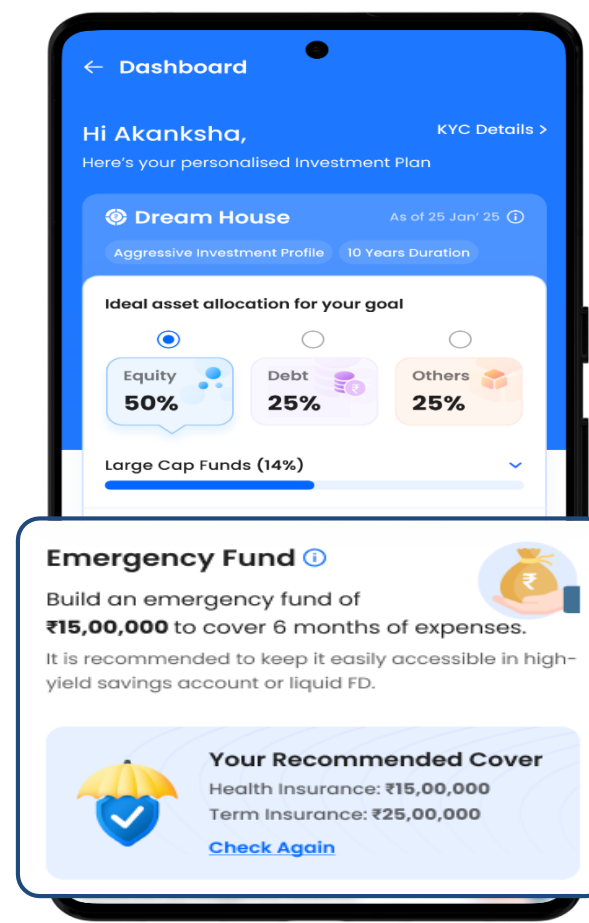 ← Dashboard
Hi Akanksha,
KYC Details >
Here's your personalised Investment Plan
Dream House
As of 25 Jan' 25
Aggressive Investment Profile
10 Years Duration
Ideal asset allocation for your goal
Equity
50%
Debt
25%
Others
25%
Large Cap Funds (14%)
Emergency Fund
Build an emergency fund of
₹15,00,000 to cover 6 months of expenses.
It is recommended to keep it easily accessible in high-
yield savings account or liquid FD.
Your Recommended Cover
Health Insurance: ₹15,00,000
Term Insurance: ₹25,00,000
Check Again